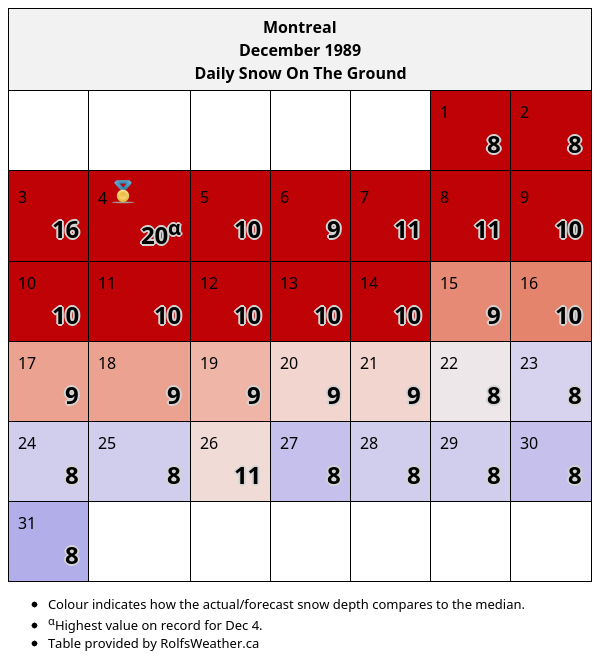 Montreal
December 1989
Daily Snow On The Ground
1 2
8 8
3 4 5 6 7 8 9
16 20α 10 9 11 11 10
10 11 12 13 14 15 16
10 10 10 10 10 9 10
17 18 19 20 21 22 23
9 9 9 9 9 8 8
24 25 26 27 28 29 30
8 8 11 8 8 8 8
31
8
• Colour indicates how the actual/forecast snow depth compares to the median.
• αHighest value on record for Dec 4.
• Table provided by RolfsWeather.ca